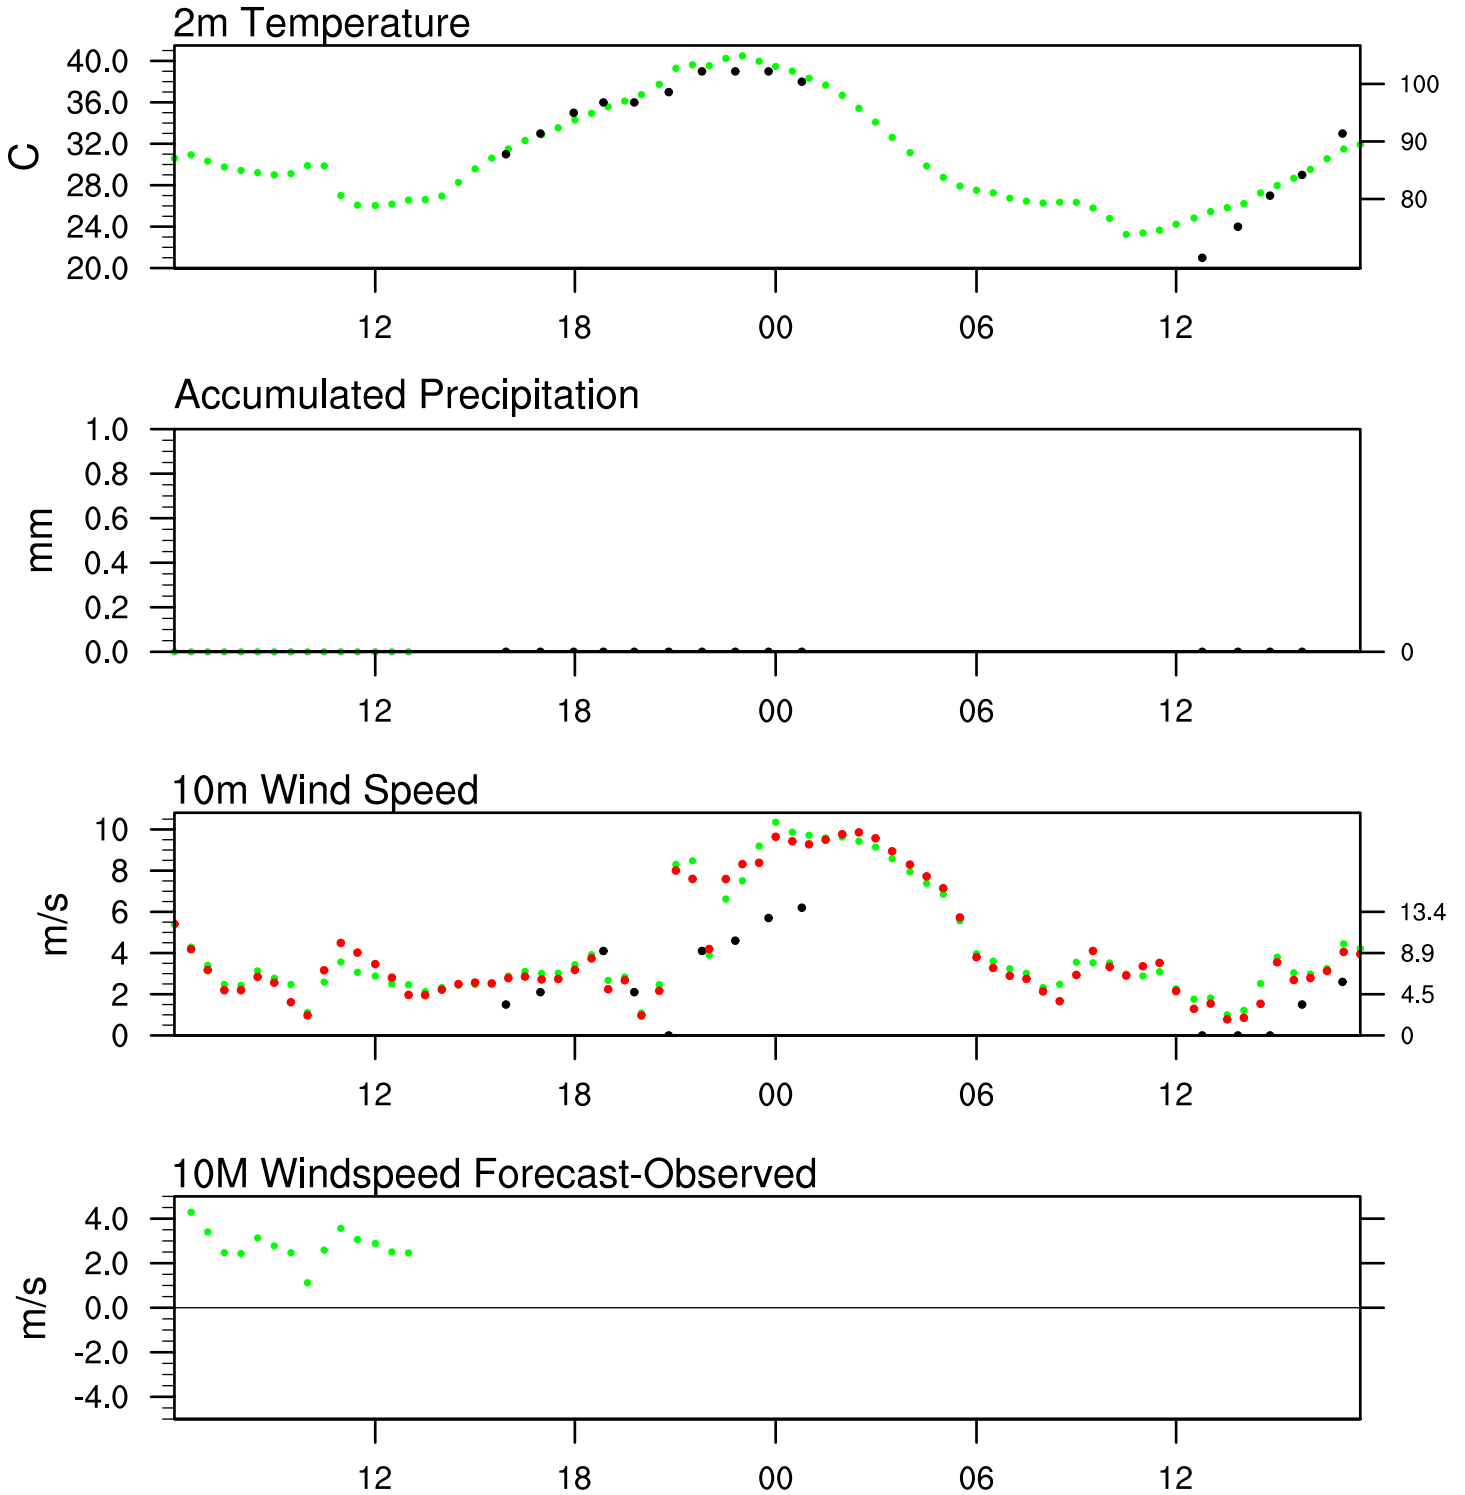 2m Temperature
40.0
36.0
32.0
28.0
24.0
20.0
C
100
90
80
12 18 00 06 12
Accumulated Precipitation
1.0
0.8
0.6
0.4
0.2
0.0
mm
0
12 18 00 06 12
10m Wind Speed
10
8
6
4
2
0
m/s
13.4
8.9
4.5
0
12 18 00 06 12
10M Windspeed Forecast-Observed
4.0
2.0
0.0
-2.0
-4.0
m/s
12 18 00 06 12